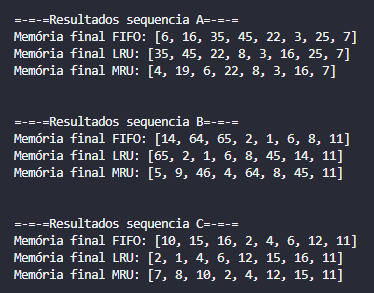 =-=-=Resultados sequencia A=-=-=
Memória final FIFO: [6, 16, 35, 45, 22, 3, 25, 7]
Memória final LRU: [35, 45, 22, 8, 3, 16, 25, 7]
Memória final MRU: [4, 19, 6, 22, 8, 3, 16, 7]
=-=-=Resultados sequencia B=-=-=
Memória final FIFO: [14, 64, 65, 2, 1, 6, 8, 11]
Memória final LRU: [65, 2, 1, 6, 8, 45, 14, 11]
Memória final MRU: [5, 9, 46, 4, 64, 8, 45, 11]
=-=-=Resultados sequencia C=-=-=
Memória final FIFO: [10, 15, 16, 2, 4, 6, 12, 11]
Memória final LRU: [2, 1, 4, 6, 12, 15, 16, 11]
Memória final MRU: [7, 8, 10, 2, 4, 12, 15, 11]